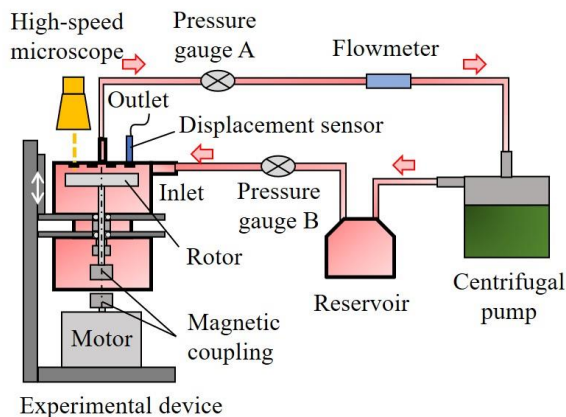 High-speed
microscope
Pressure
gauge A
Flowmeter
Outlet
Displacement sensor
Inlet
Pressure
gauge B
Rotor
Reservoir
Centrifugal
pump
Magnetic
coupling
Motor
Experimental device